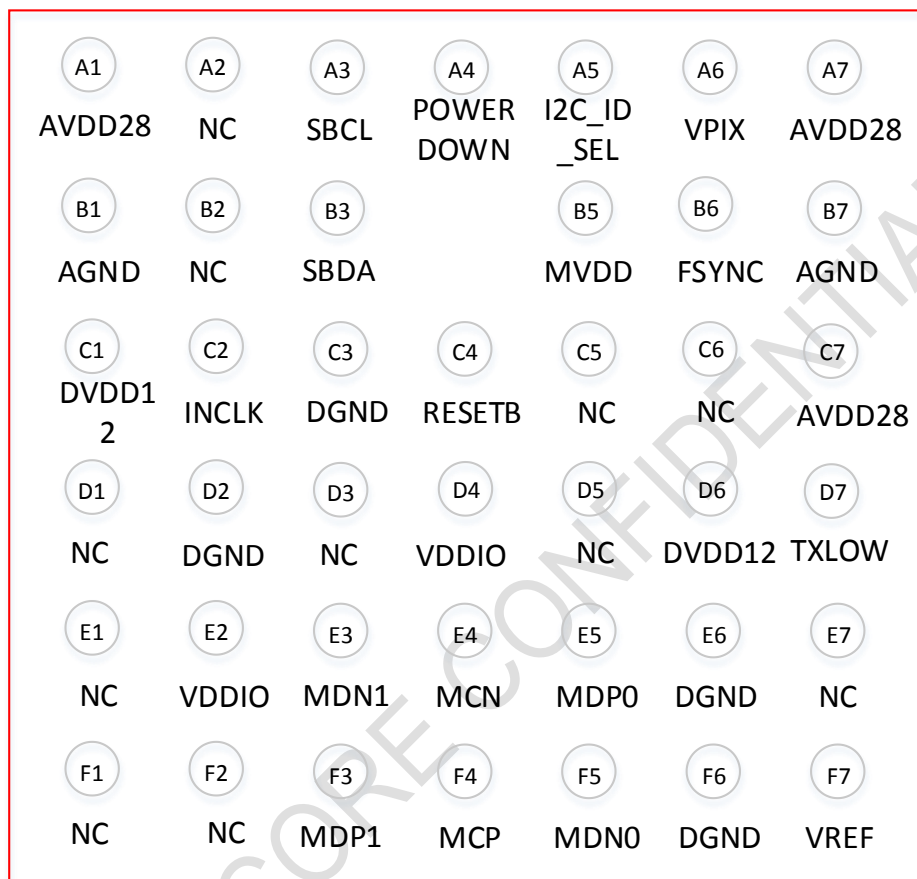 A1 A2 A3 A4 A5 A6 A7
AVDD28 NC SBCL POWER I2C_ID VPIX AVDD28
DOWN _SEL
B1 B2 B3 B5 B6 B7
AGND NC SBDA MVDD FSYNC AGND
C1 C2 C3 C4 C5 C6 C7
DVDD1 INCLK DGND RESETB NC NC AVDD28
2
D1 D2 D3 D4 D5 D6 D7
NC DGND NC VDDIO NC DVDD12 TXLOW
E1 E2 E3 E4 E5 E6 E7
NC VDDIO MDN1 MCN MDP0 DGND NC
F1 F2 F3 F4 F5 F6 F7
NC NC MDP1 MCP MDN0 DGND VREF
CORE CONFIDENTIA